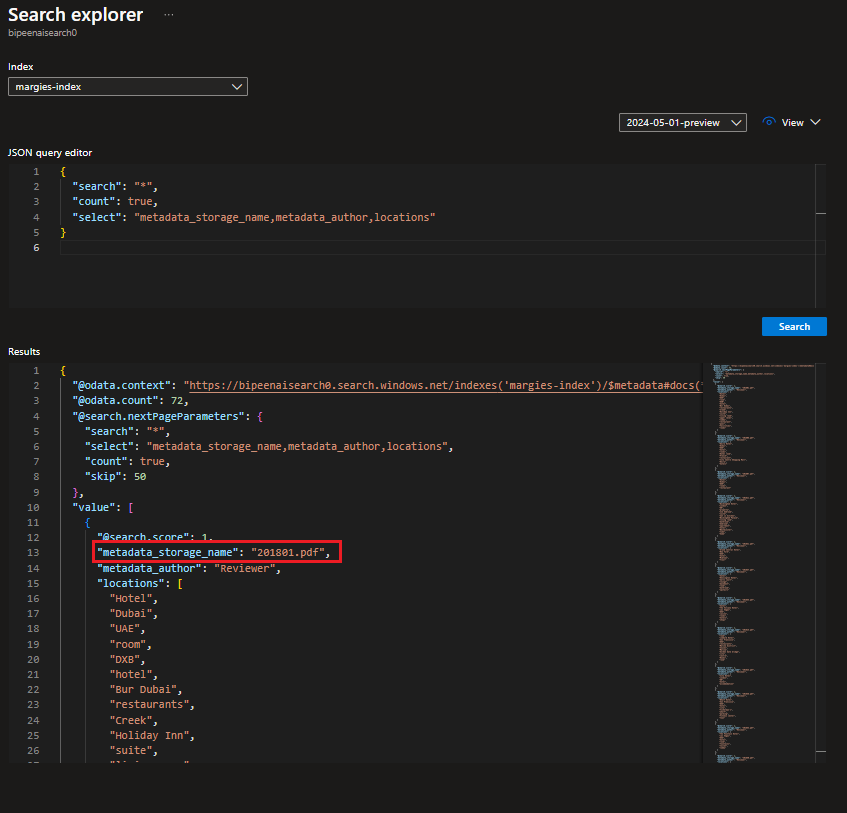 Search explorer ...
bipeenaisearch0
Index
margies-index
2024-05-01-preview
View
JSON query editor
1 {
2 "search": "*",
3 "count": true,
4 "select": "metadata_storage_name,metadata_author,locations"
5 }
6
Search
Results
1 {
2 "@odata.context": "https://bipeenaisearch0.search.windows.net/indexes('margies-index')/$metadata#docs(*
3 "@odata.count": 72,
4 "@search.nextPageParameters": {
5 "search": "*",
6 "select": "metadata_storage_name,metadata_author,locations",
7 "count": true,
8 "skip": 50
9 },
10 "value": [
11 {
12 "@search.score": 1,
13 "metadata_storage_name": "201801.pdf",
14 "metadata_author": "Reviewer",
15 "locations": [
16 "Hotel",
17 "Dubai",
18 "UAE",
19 "room",
20 "DXB",
21 "hotel",
22 "Bur Dubai",
23 "restaurants",
24 "Creek",
25 "Holiday Inn",
26 "suite",